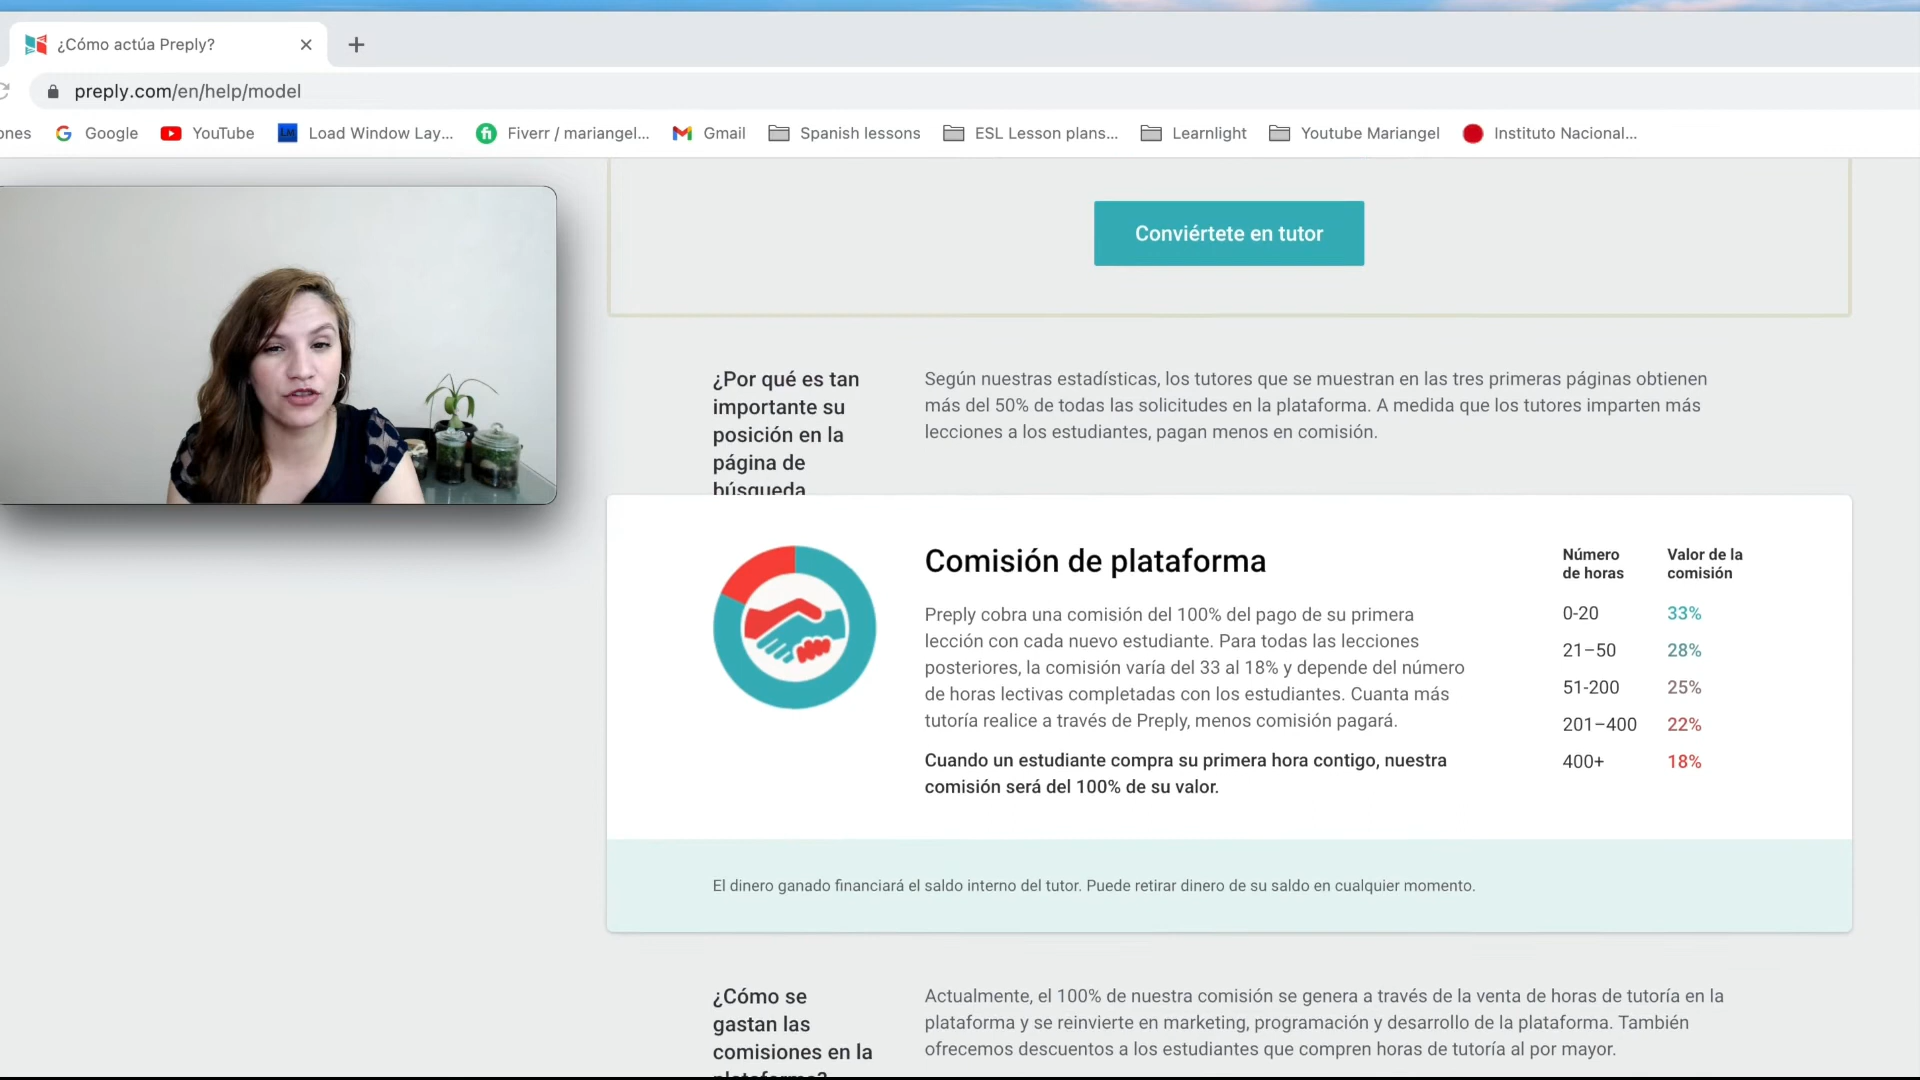 ¿Cómo actúa Preply?
preply.com/en/help/model
ones Google YouTube Load Window Lay... Fiverr / mariangel... Gmail Spanish lessons ESL Lesson plans... Learnlight Youtube Mariangel Instituto Nacional...
Conviértete en tutor
¿Por qué es tan
importante su
posición en la
página de
búsqueda
Según nuestras estadísticas, los tutores que se muestran en las tres primeras páginas obtienen
más del 50% de todas las solicitudes en la plataforma. A medida que los tutores imparten más
lecciones a los estudiantes, pagan menos en comisión.
Comisión de plataforma
Preply cobra una comisión del 100% del pago de su primera
lección con cada nuevo estudiante. Para todas las lecciones
posteriores, la comisión varía del 33 al 18% y depende del número
de horas lectivas completadas con los estudiantes. Cuanta más
tutoría realice a través de Preply, menos comisión pagará.
Cuando un estudiante compra su primera hora contigo, nuestra
comisión será del 100% de su valor.
Número Valor de la
de horas comisión
0-20 33%
21–50 28%
51-200 25%
201–400 22%
400+ 18%
El dinero ganado financiará el saldo interno del tutor. Puede retirar dinero de su saldo en cualquier momento.
¿Cómo se
gastan las
comisiones en la
plataforma?
Actualmente, el 100% de nuestra comisión se genera a través de la venta de horas de tutoría en la
plataforma y se reinvierte en marketing, programación y desarrollo de la plataforma. También
ofrecemos descuentos a los estudiantes que compren horas de tutoría al por mayor.